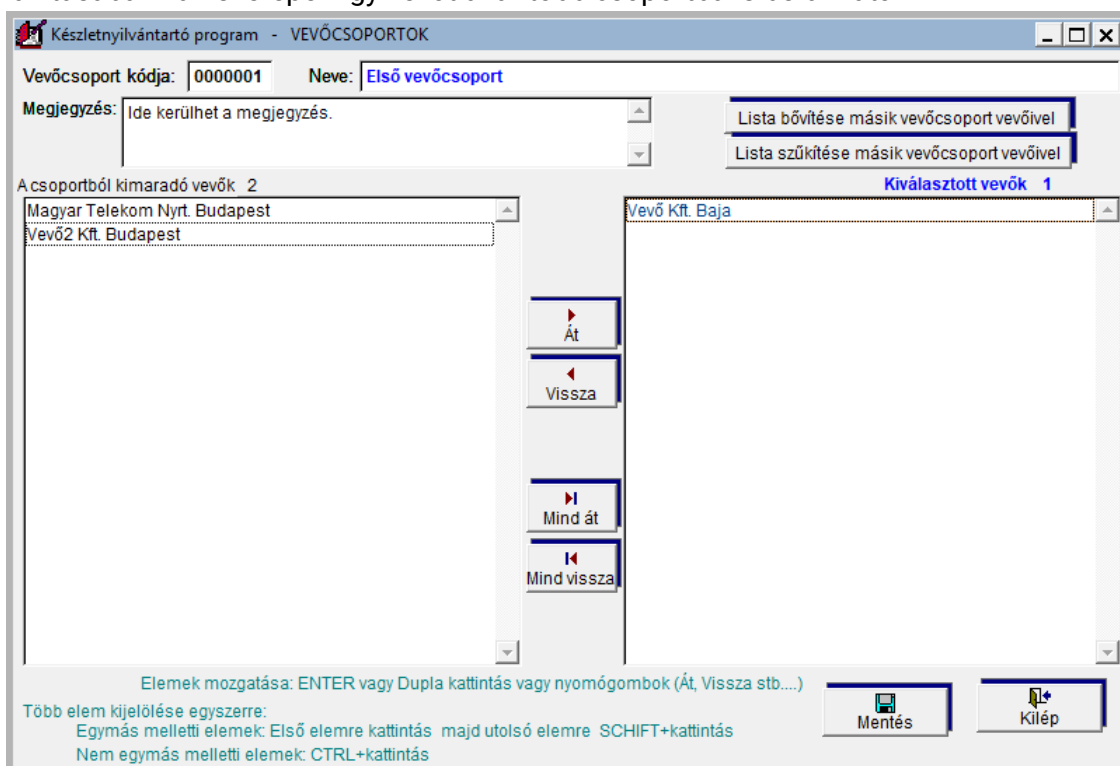 Készletnyilvántartó program - VEVŐCSOPORTOK
Vevőcsoport kódja: 0000001 Neve: Első vevőcsoport
Megjegyzés: Ide kerülhet a megjegyzés.
Lista bővítése másik vevőcsoport vevőivel
Lista szűkítése másik vevőcsoport vevőivel
A csoportból kimaradó vevők 2
Kiválasztott vevők 1
Magyar Telekom Nyrt. Budapest
Vevő2 Kft. Budapest
Vevő Kft. Baja
Át
Vissza
Mind át
Mind vissza
Elemek mozgatása: ENTER vagy Dupla kattintás vagy nyomógombok (Át, Vissza stb....)
Több elem kijelölése egyszerre:
Egymás melletti elemek: Első elemre kattintás majd utolsó elemre SCHIFT+kattintás
Nem egymás melletti elemek: CTRL+kattintás
Mentés
Kilép